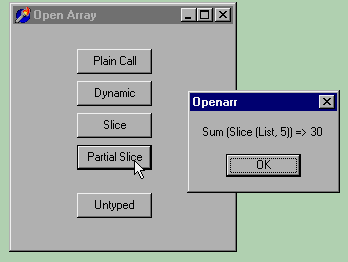 Open Array
Plain Call
Dynamic
Slice
Partial Slice
Untyped
Openarr
Sum (Slice (List, 5)) => 30
OK